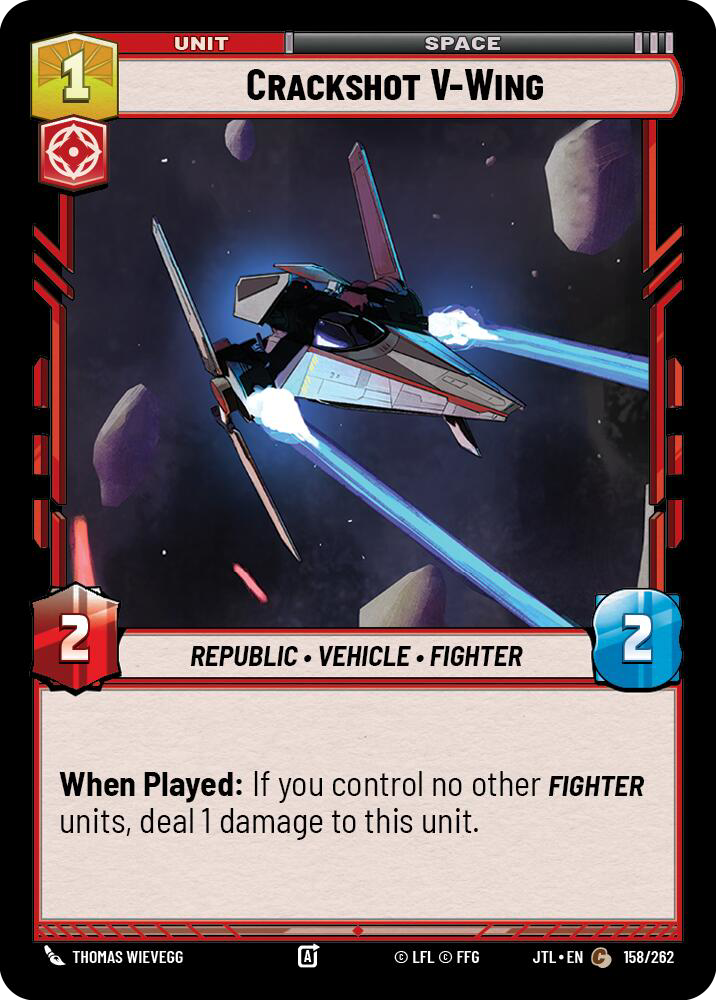 UNIT SPACE
1 CRACKSHOT V-WING
2 REPUBLIC • VEHICLE • FIGHTER 2
When Played: If you control no other FIGHTER
units, deal 1 damage to this unit.
THOMAS WIEVEGG A © LFL © FFG JTL • EN C 158/262